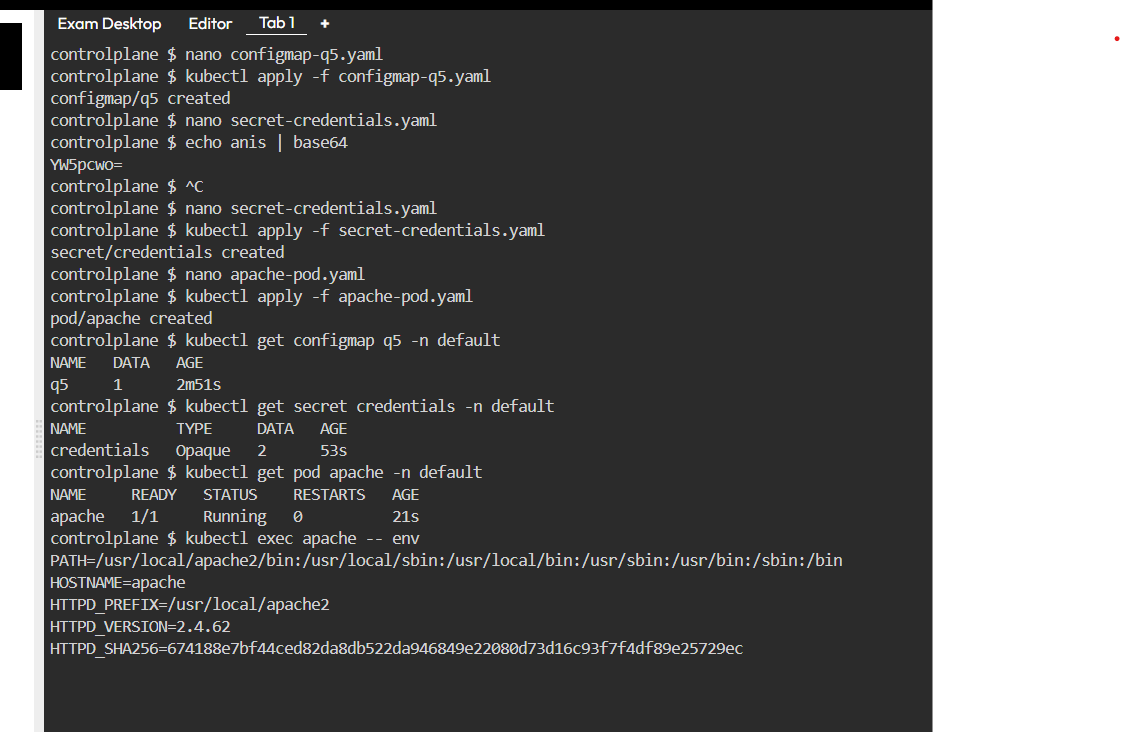 Exam Desktop Editor Tab 1 +
controlplane $ nano configmap-q5.yaml
controlplane $ kubectl apply -f configmap-q5.yaml
configmap/q5 created
controlplane $ nano secret-credentials.yaml
controlplane $ echo anis | base64
YW5pcwo=
controlplane $ ^C
controlplane $ nano secret-credentials.yaml
controlplane $ kubectl apply -f secret-credentials.yaml
secret/credentials created
controlplane $ nano apache-pod.yaml
controlplane $ kubectl apply -f apache-pod.yaml
pod/apache created
controlplane $ kubectl get configmap q5 -n default
NAME DATA AGE
q5 1 2m51s
controlplane $ kubectl get secret credentials -n default
NAME TYPE DATA AGE
credentials Opaque 2 53s
controlplane $ kubectl get pod apache -n default
NAME READY STATUS RESTARTS AGE
apache 1/1 Running 0 21s
controlplane $ kubectl exec apache -- env
PATH=/usr/local/apache2/bin:/usr/local/sbin:/usr/local/bin:/usr/sbin:/usr/bin:/sbin:/bin
HOSTNAME=apache
HTTPD_PREFIX=/usr/local/apache2
HTTPD_VERSION=2.4.62
HTTPD_SHA256=674188e7bf44ced82da8db522da946849e22080d73d16c93f7f4df89e25729ec